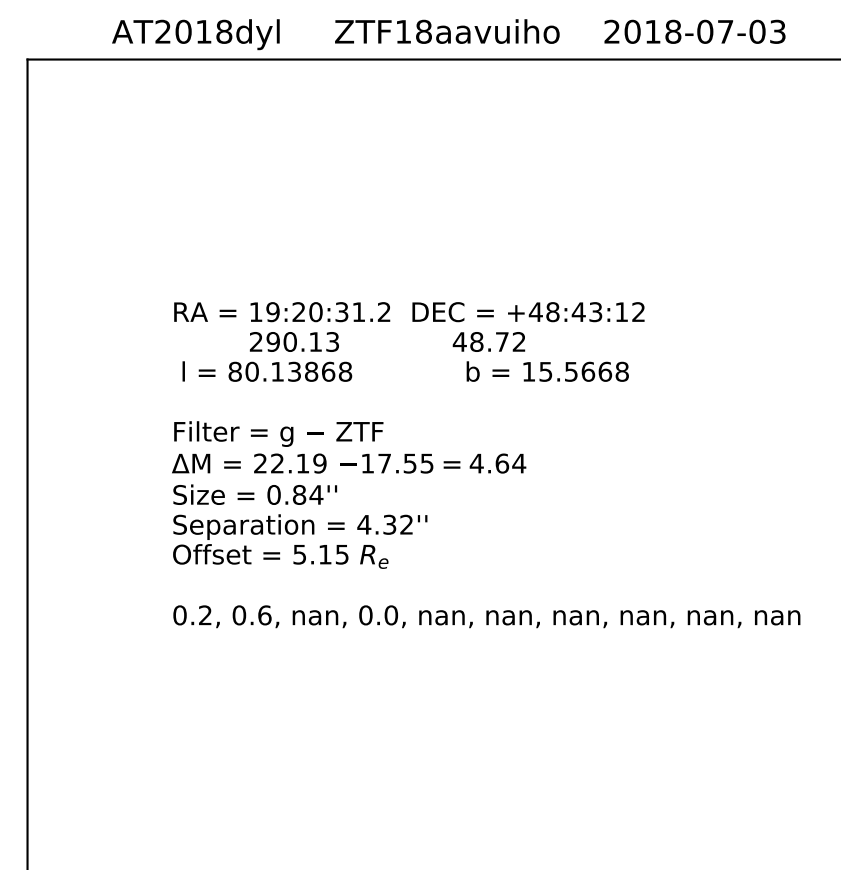 AT2018dyl ZTF18aavuiho 2018-07-03
RA = 19:20:31.2 DEC = +48:43:12
290.13 48.72
l = 80.13868 b = 15.5668
Filter = g − ZTF
ΔM = 22.19 −17.55 = 4.64
Size = 0.84''
Separation = 4.32''
Offset = 5.15 Rₑ
0.2, 0.6, nan, 0.0, nan, nan, nan, nan, nan, nan